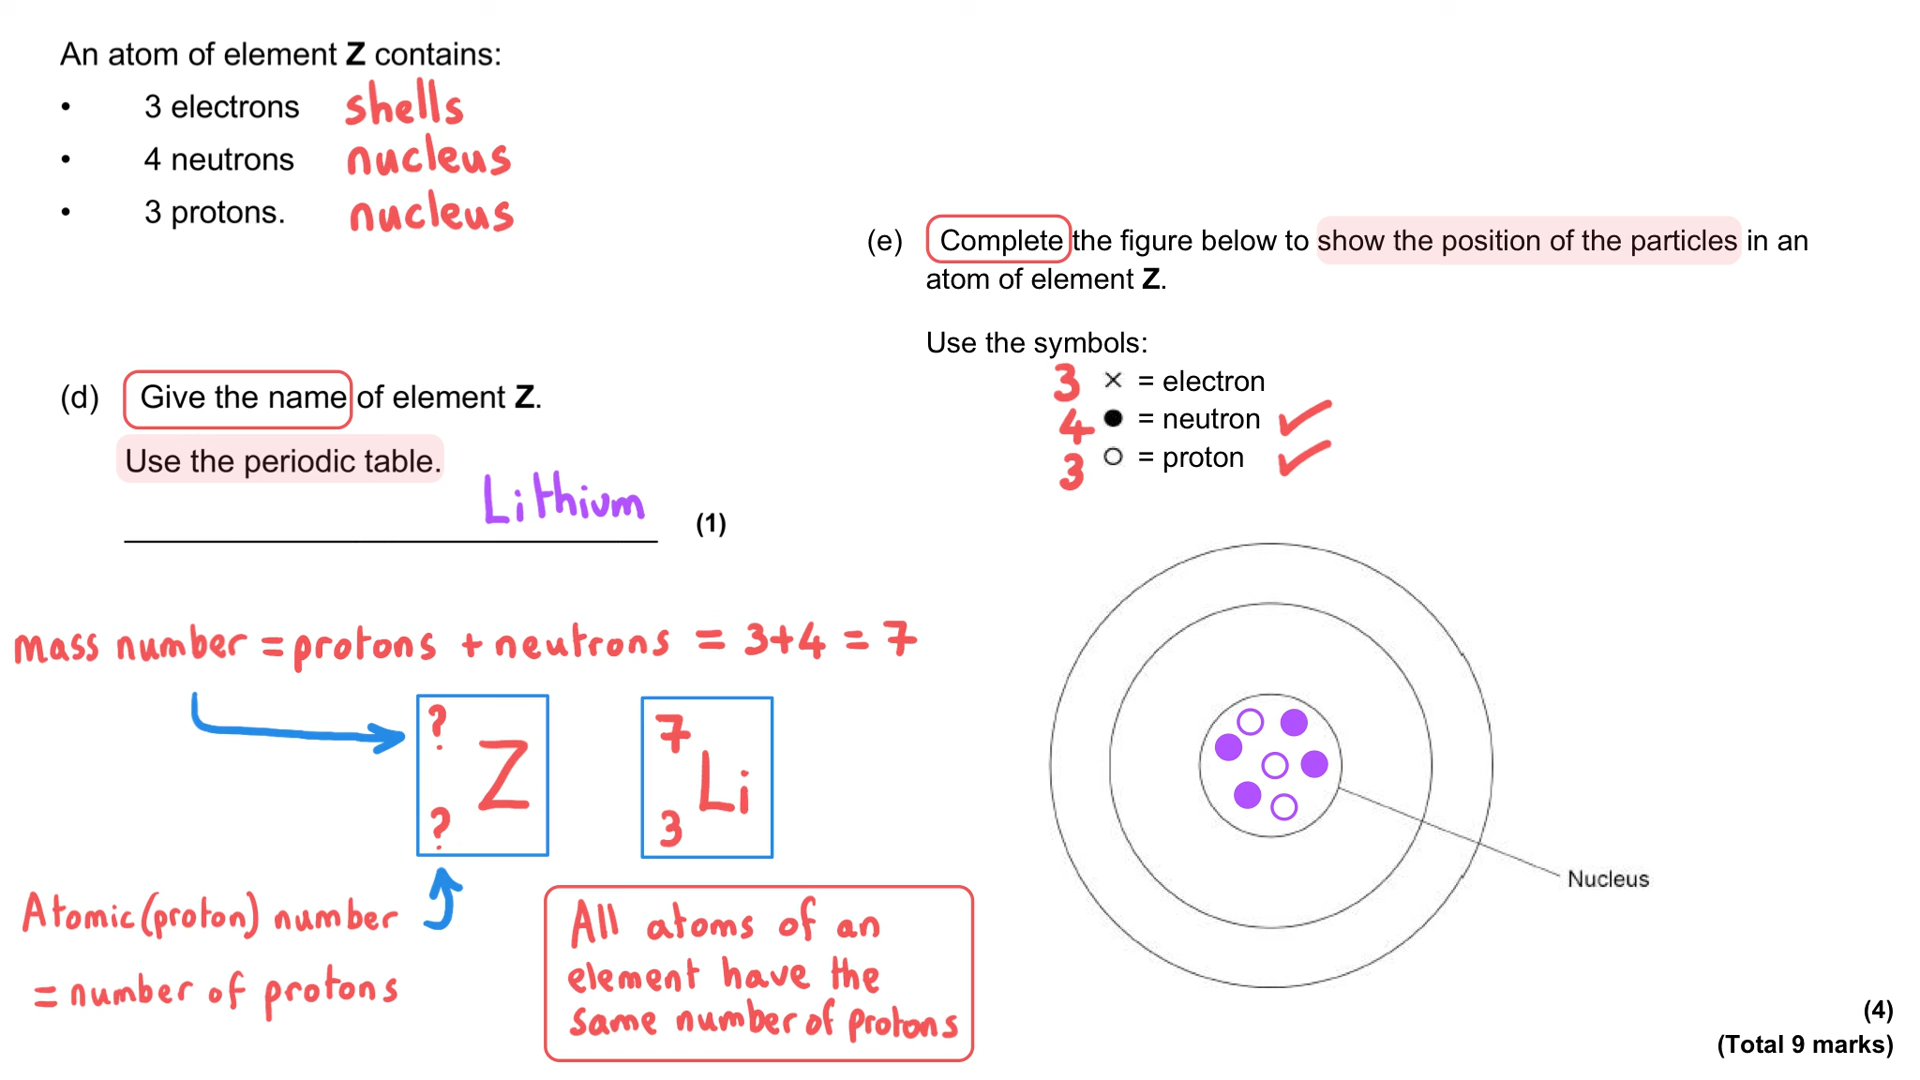 An atom of element Z contains:
• 3 electrons shells
• 4 neutrons nucleus
• 3 protons. nucleus
(d) Give the name of element Z.
Use the periodic table.
Lithium (1)
mass number = protons + neutrons = 3+4 = 7
? Z ?
7 Li 3
Atomic (proton) number
= number of protons
All atoms of an
element have the
same number of protons
(e) Complete the figure below to show the position of the particles in an
atom of element Z.
Use the symbols:
3 × = electron
4 ● = neutron ✓
3 ○ = proton ✓
Nucleus
(4)
(Total 9 marks)